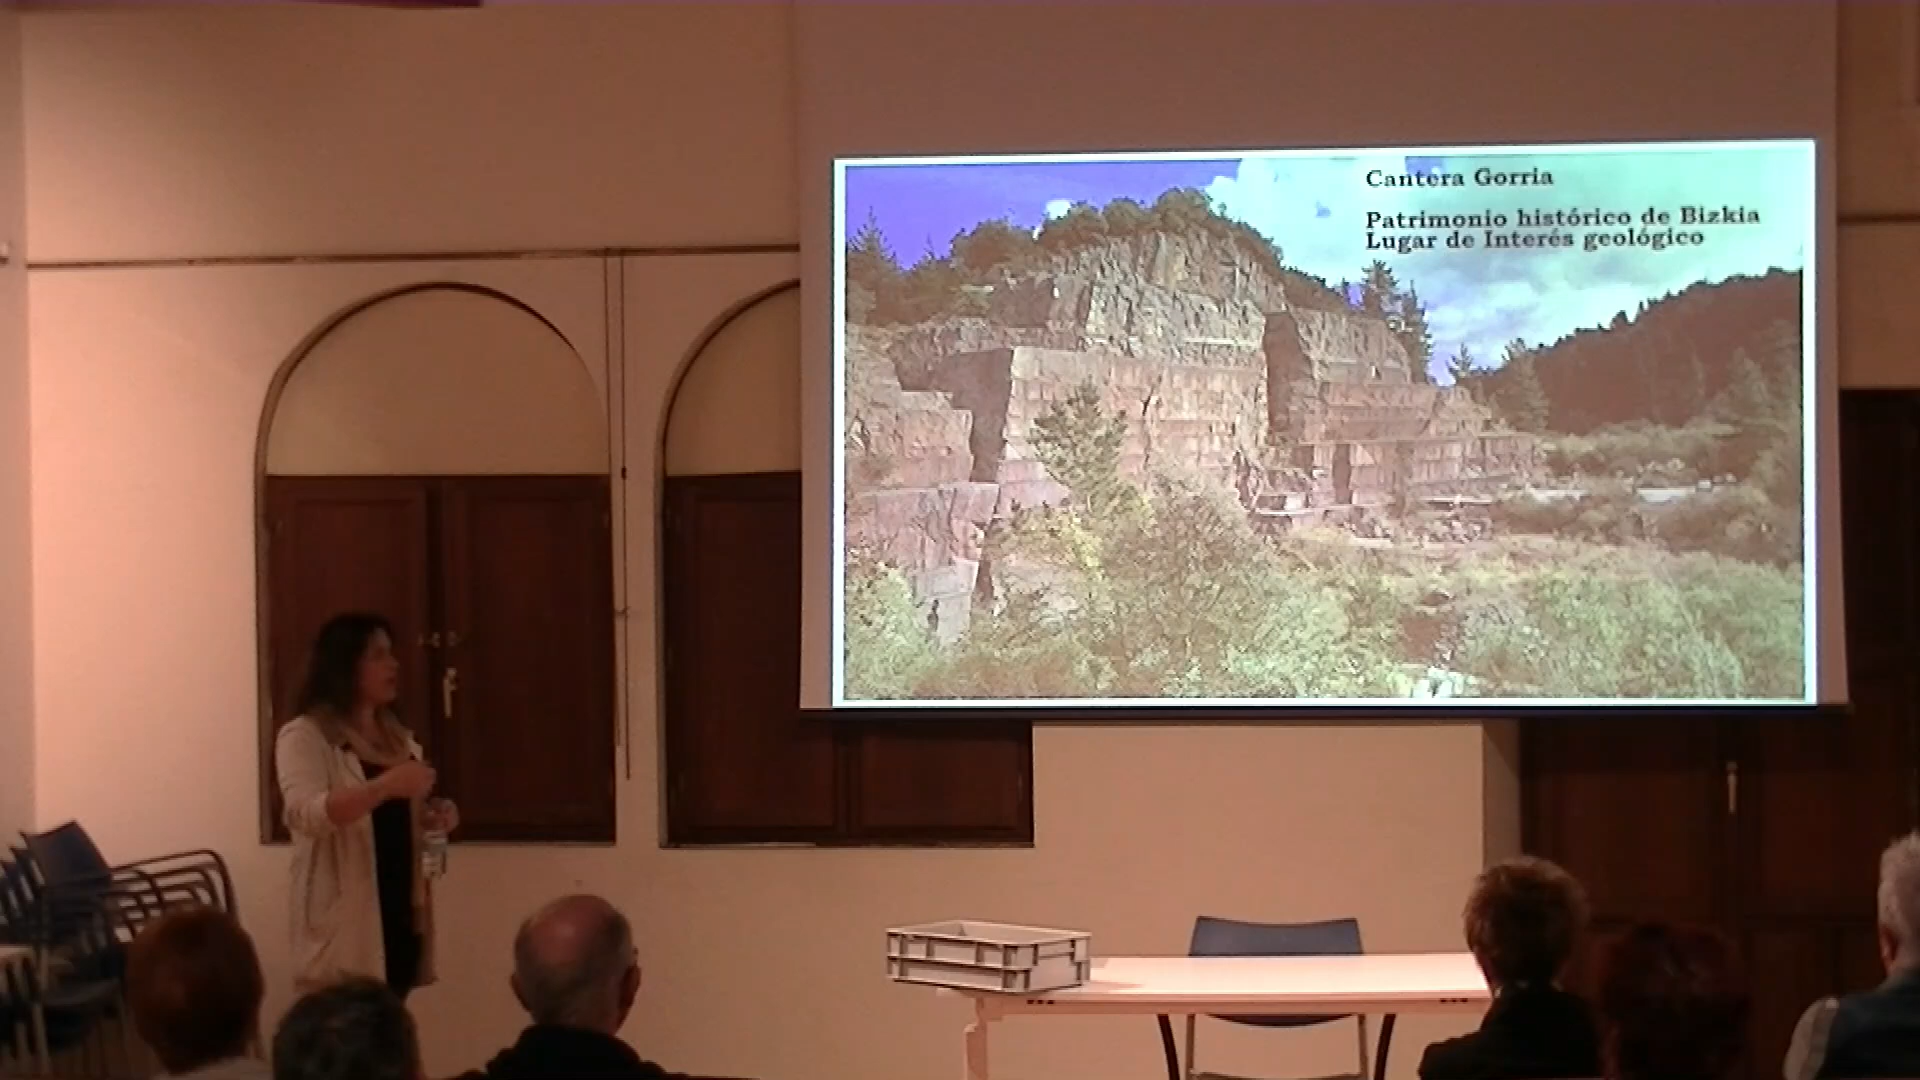 Cantera Gorria
Patrimonio histórico de Bizkia
Lugar de Interés geológico